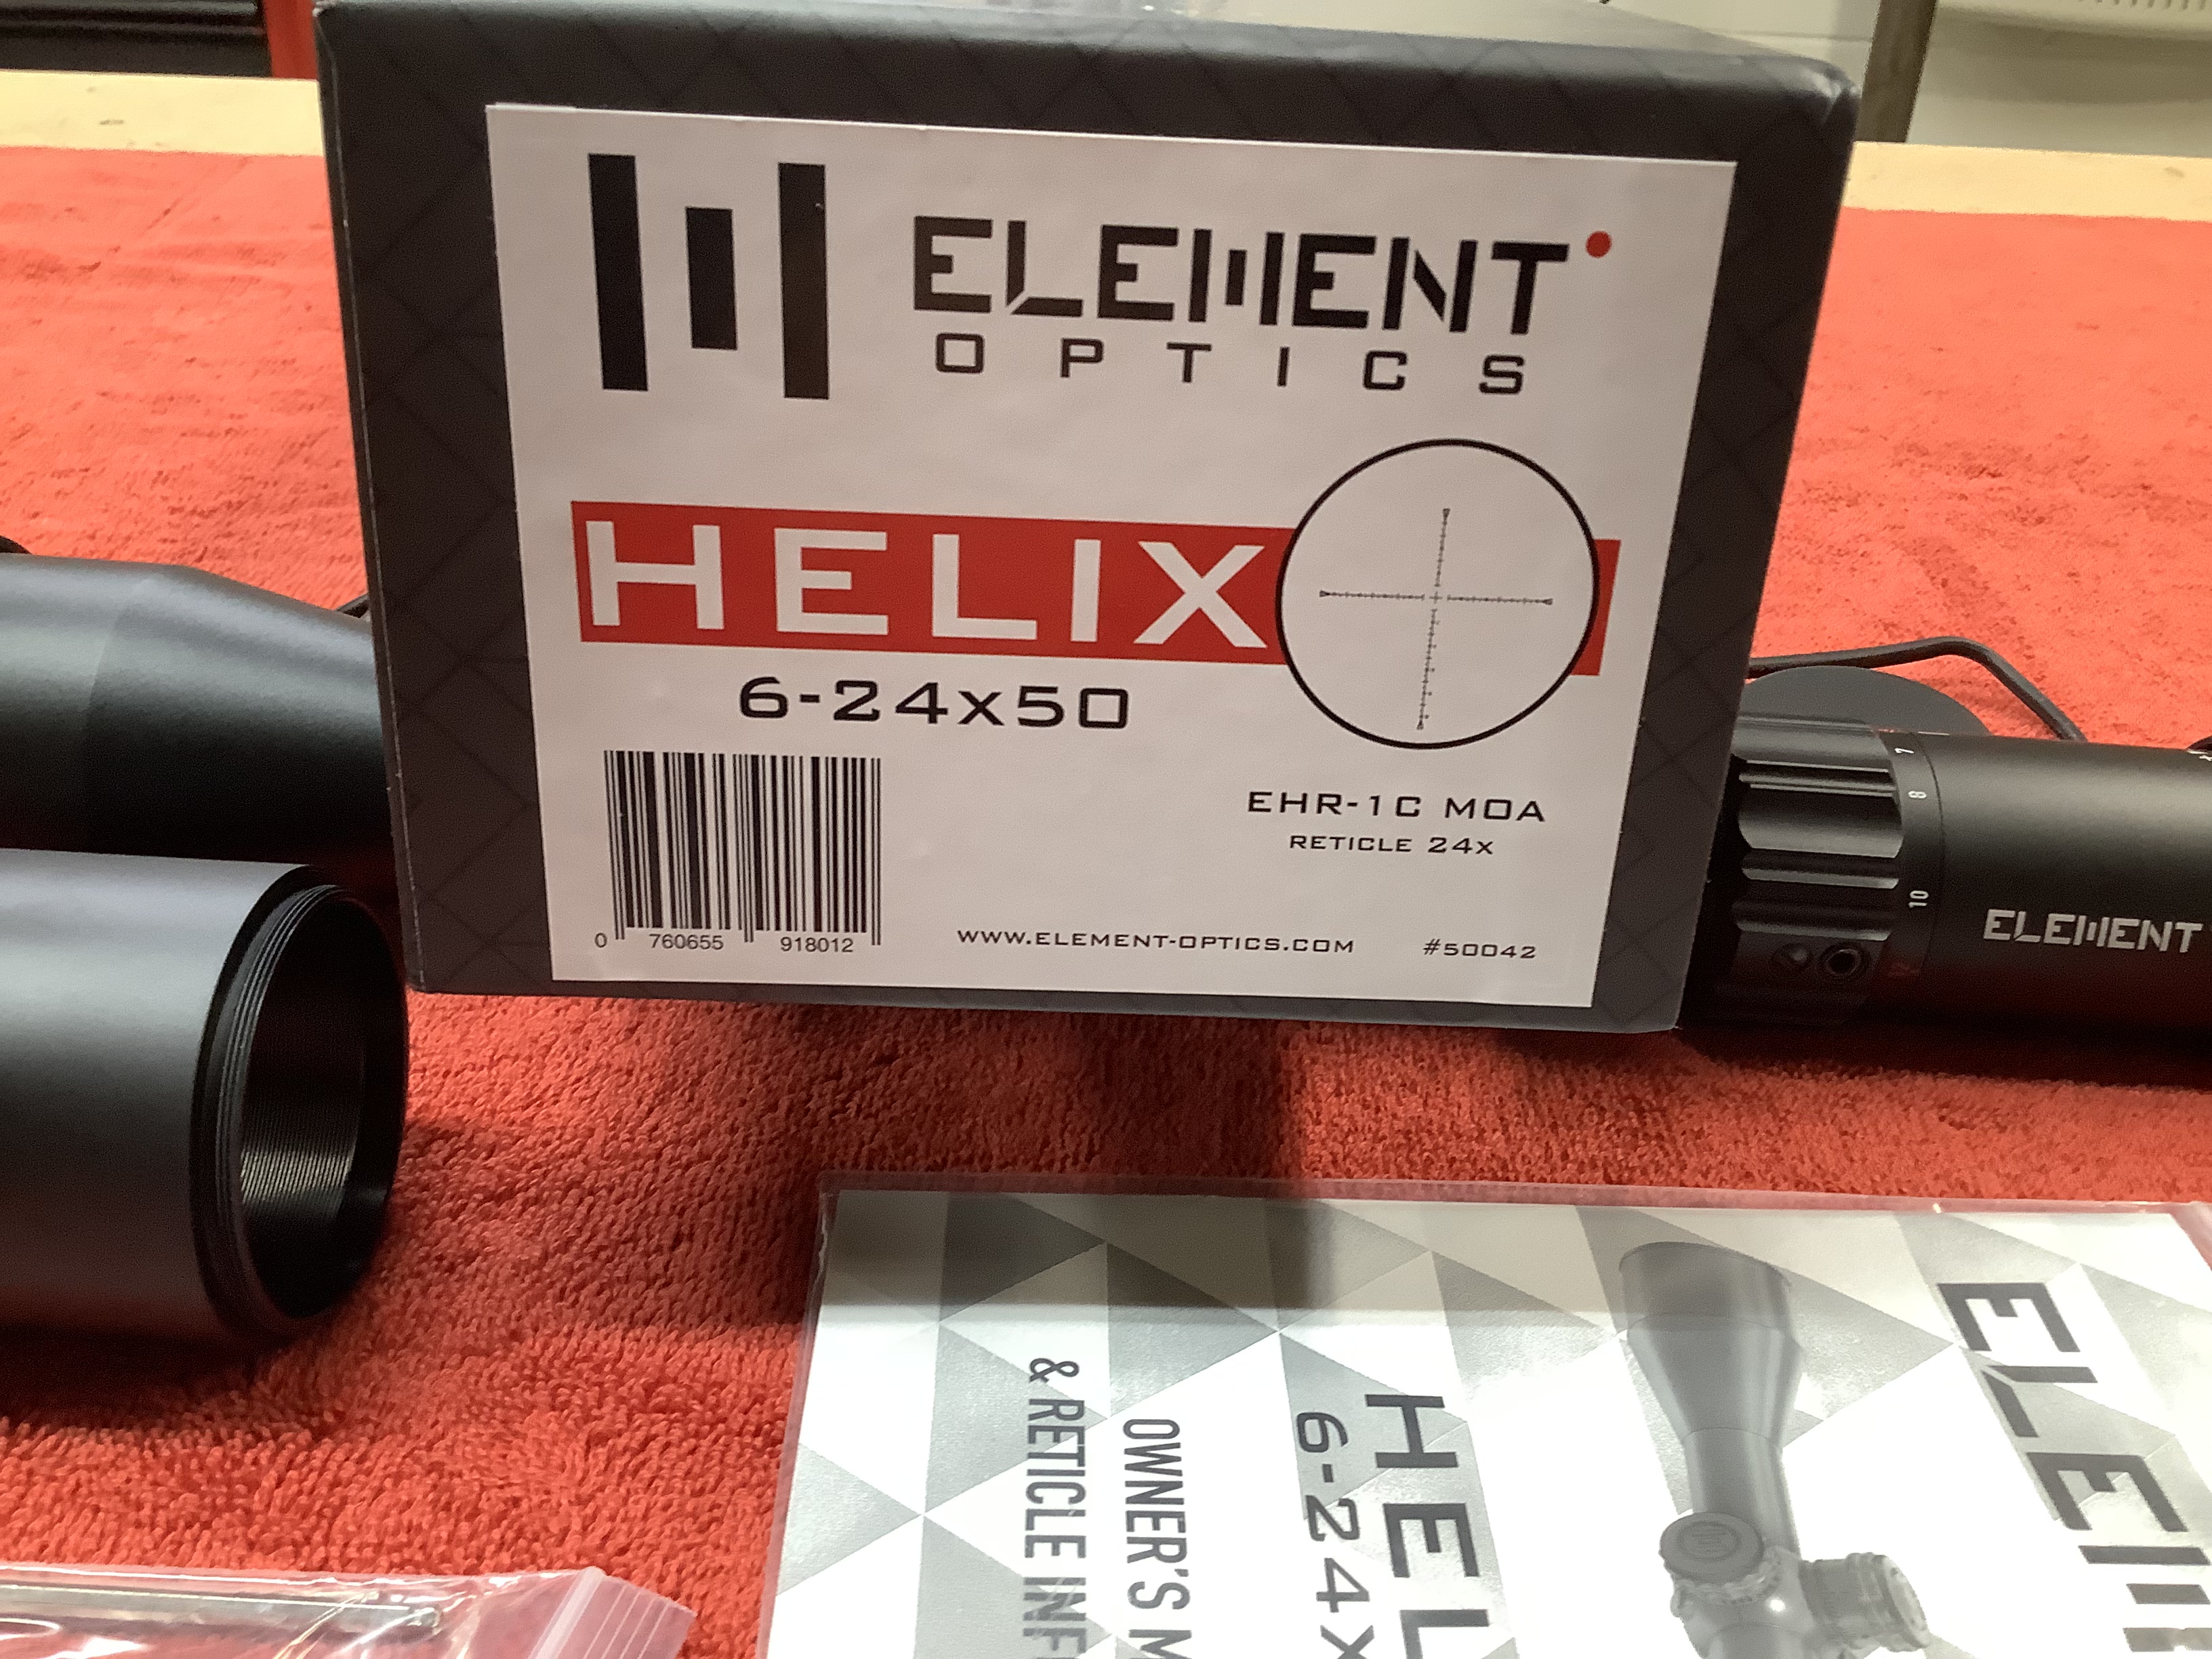 ELEMENT
OPTICS
HELIX
6-24x50
EHR-1C MOA
RETICLE 24X
0 760655 918012
WWW.ELEMENT-OPTICS.COM #50042
7
8
10
ELEMENT
HEL
6-24X
OWNER'S M
& RETICLE INF